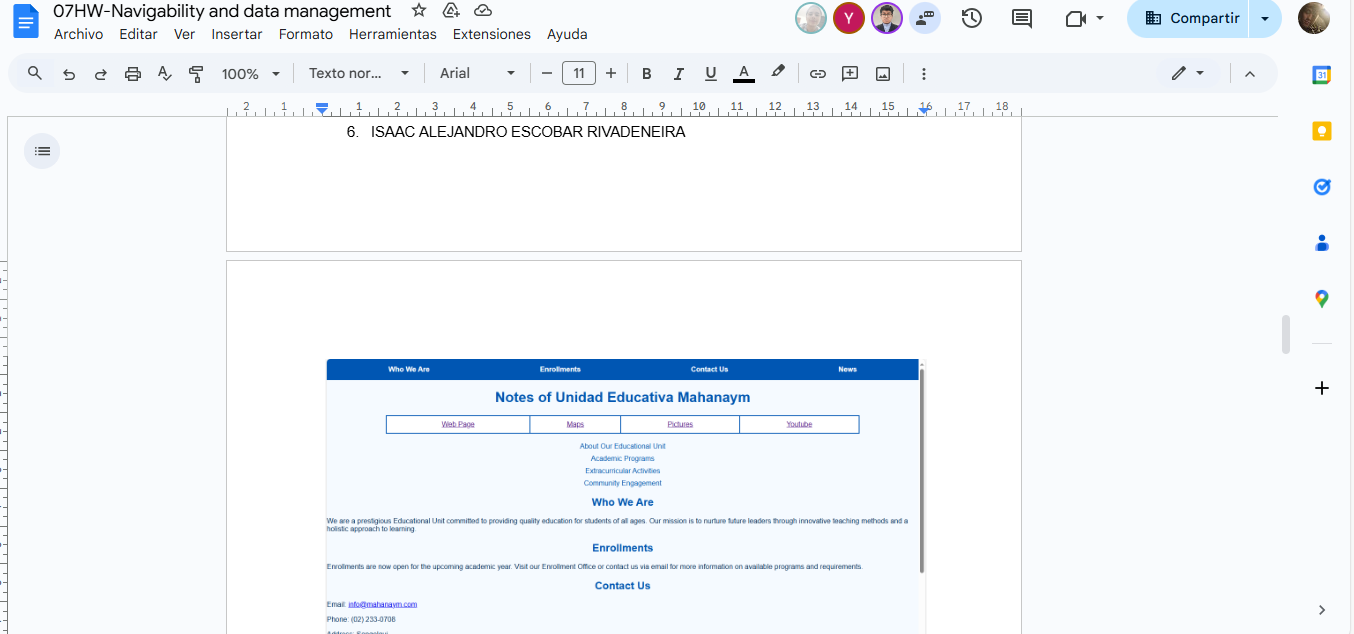 07HW-Navigability and data management
Archivo Editar Ver Insertar Formato Herramientas Extensiones Ayuda
Y
Compartir
100% Texto nor... Arial 11 B I U A
31
2 1 1 2 3 4 5 6 7 8 9 10 11 12 13 14 15 16 17 18
6. ISAAC ALEJANDRO ESCOBAR RIVADENEIRA
Who We Are Enrollments Contact Us News
Notes of Unidad Educativa Mahanaym
Web Page Maps Pictures Youtube
About Our Educational Unit
Academic Programs
Extracurricular Activities
Community Engagement
Who We Are
We are a prestigious Educational Unit committed to providing quality education for students of all ages. Our mission is to nurture future leaders through innovative teaching methods and a
holistic approach to learning.
Enrollments
Enrollments are now open for the upcoming academic year. Visit our Enrollment Office or contact us via email for more information on available programs and requirements.
Contact Us
Email: info@mahanaym.com
Phone: (02) 233-0708